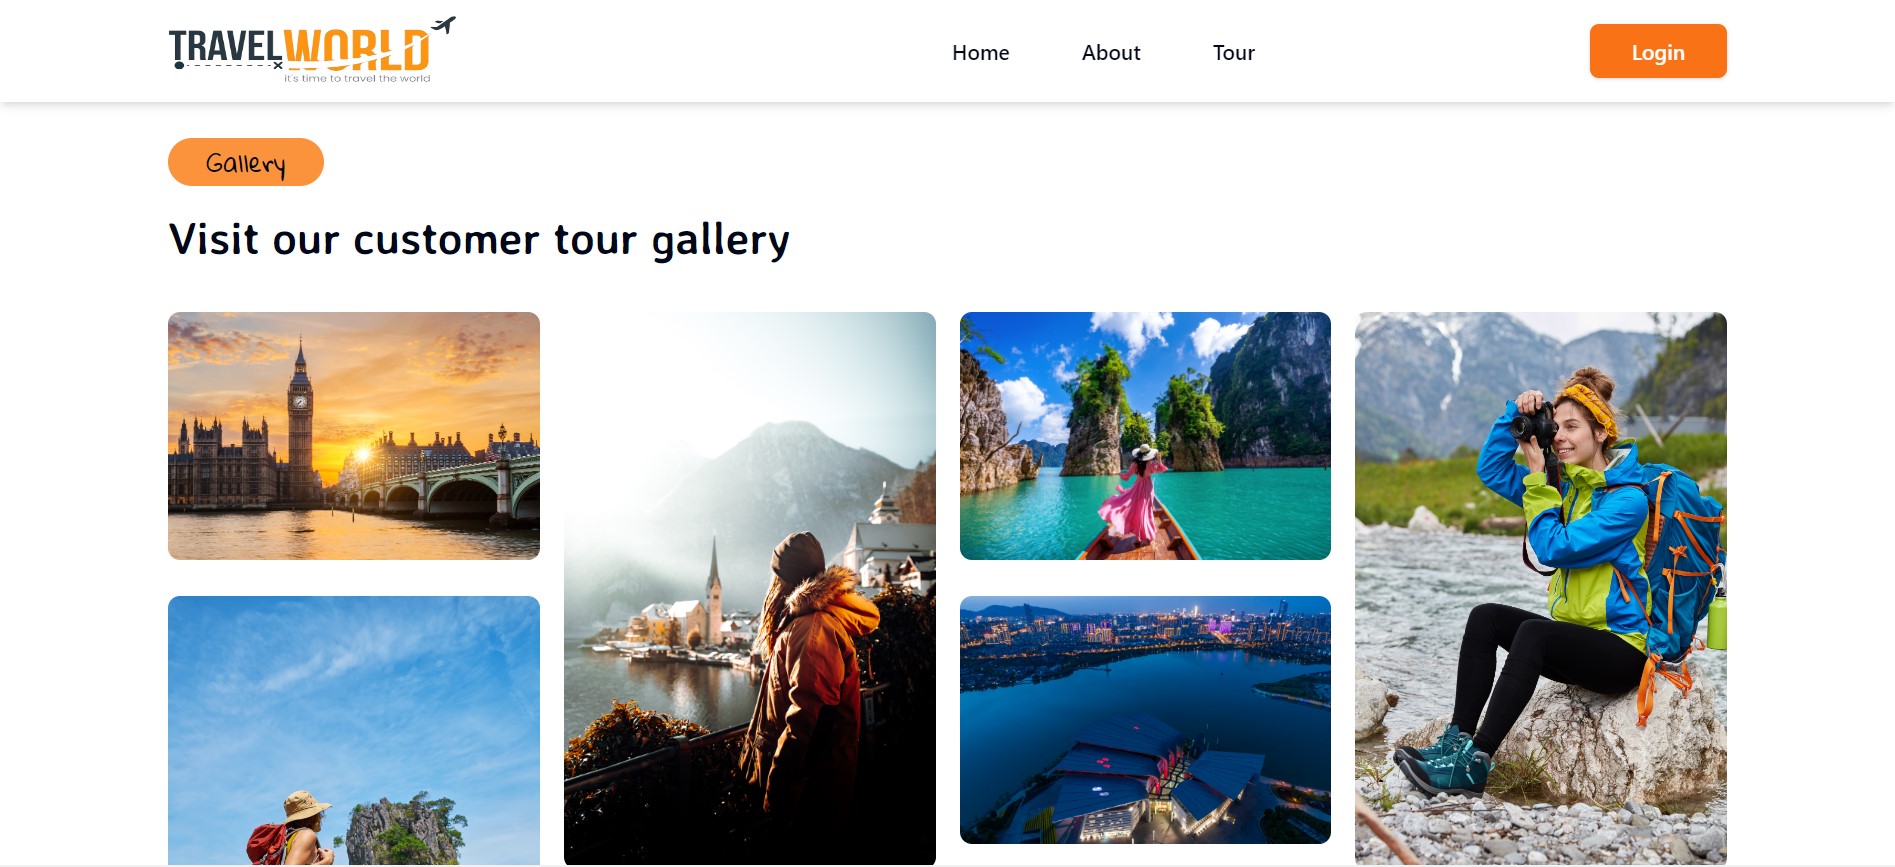 TRAVELWORLD
it's time to travel the world
Home
About
Tour
Login
Gallery
Visit our customer tour gallery